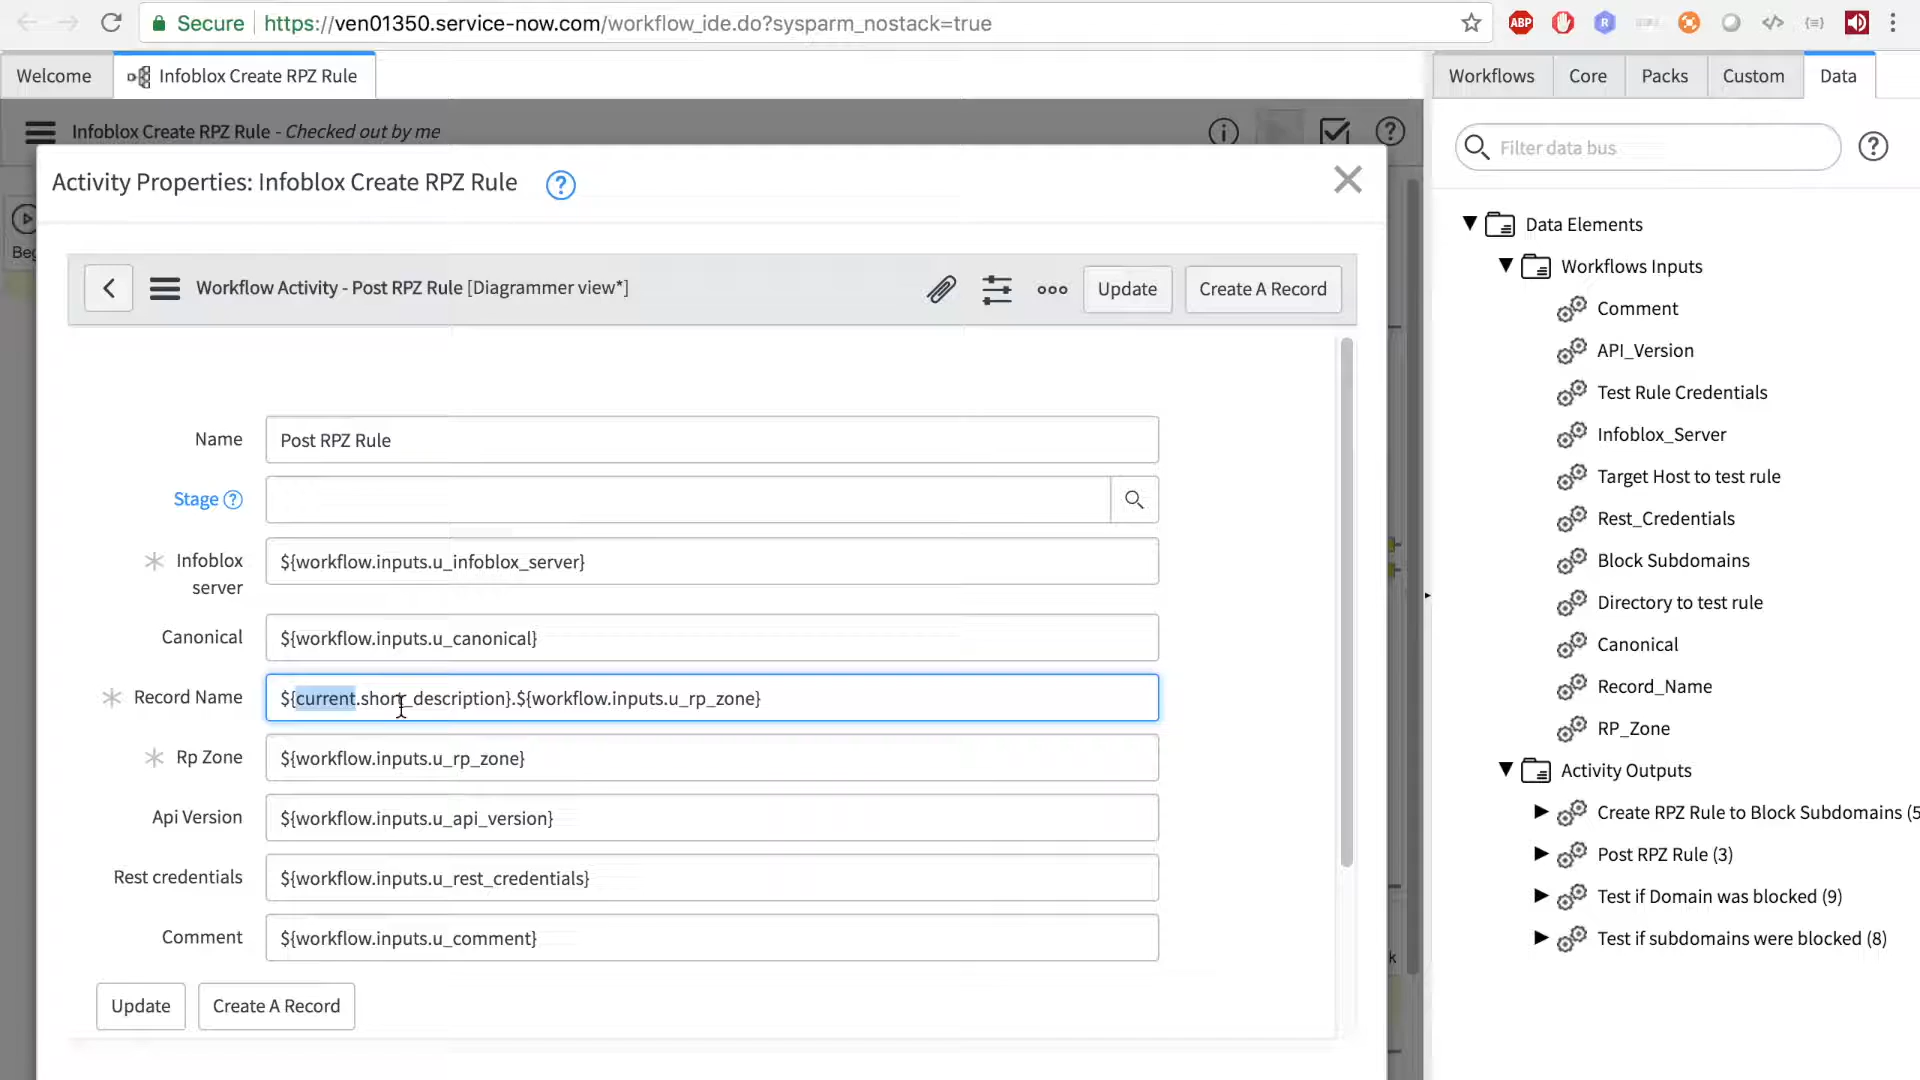 Secure https://ven01350.service-now.com/workflow_ide.do?sysparm_nostack=true
ABP
R
Welcome
Infoblox Create RPZ Rule
Workflows
Core
Packs
Custom
Data
Infoblox Create RPZ Rule - Checked out by me
Filter data bus
Activity Properties: Infoblox Create RPZ Rule
Workflow Activity - Post RPZ Rule [Diagrammer view*]
Update
Create A Record
Name
Post RPZ Rule
Stage
Infoblox server
${workflow.inputs.u_infoblox_server}
Canonical
${workflow.inputs.u_canonical}
Record Name
${current.short_description}.${workflow.inputs.u_rp_zone}
Rp Zone
${workflow.inputs.u_rp_zone}
Api Version
${workflow.inputs.u_api_version}
Rest credentials
${workflow.inputs.u_rest_credentials}
Comment
${workflow.inputs.u_comment}
Update
Create A Record
Data Elements
Workflows Inputs
Comment
API_Version
Test Rule Credentials
Infoblox_Server
Target Host to test rule
Rest_Credentials
Block Subdomains
Directory to test rule
Canonical
Record_Name
RP_Zone
Activity Outputs
Create RPZ Rule to Block Subdomains (5
Post RPZ Rule (3)
Test if Domain was blocked (9)
Test if subdomains were blocked (8)